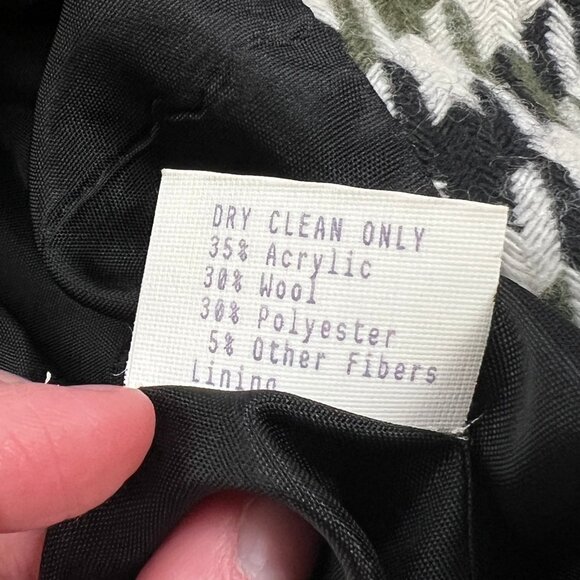 DRY CLEAN ONLY
35% Acrylic
30% Wool
30% Polyester
5% Other Fibers
Lining